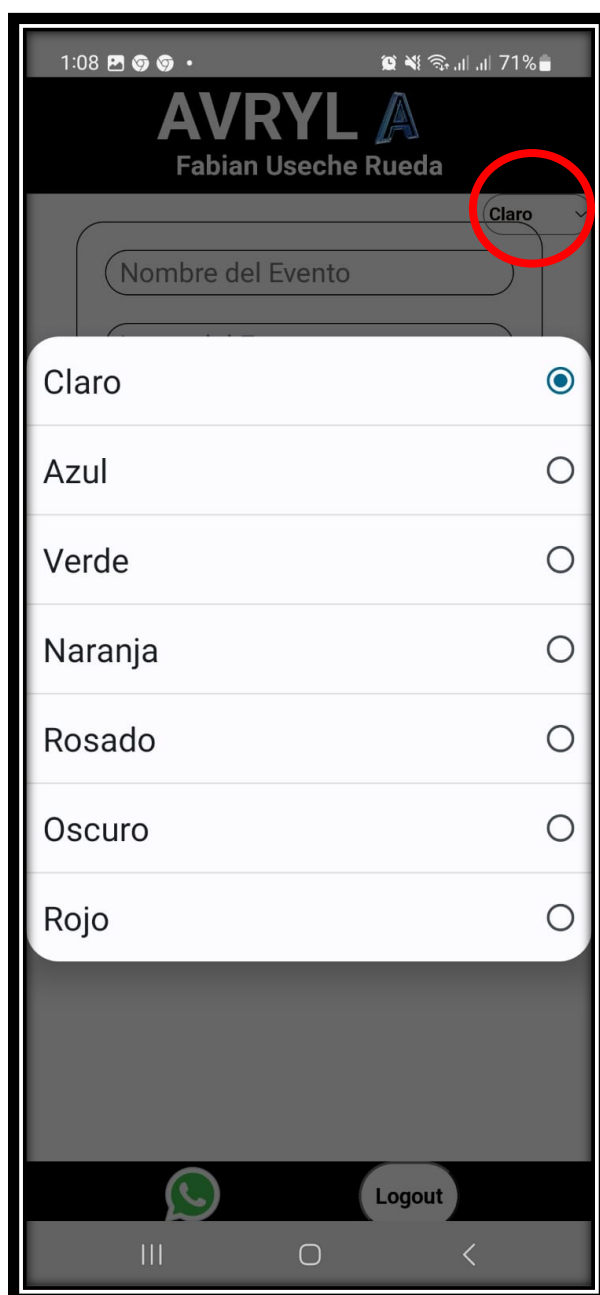 1:08 71%
AVRYL A
Fabian Useche Rueda
Claro
Nombre del Evento
Claro
Azul
Verde
Naranja
Rosado
Oscuro
Rojo
Logout